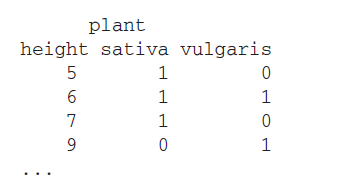 plant
height sativa vulgaris
5 1 0
6 1 1
7 1 0
9 0 1
...